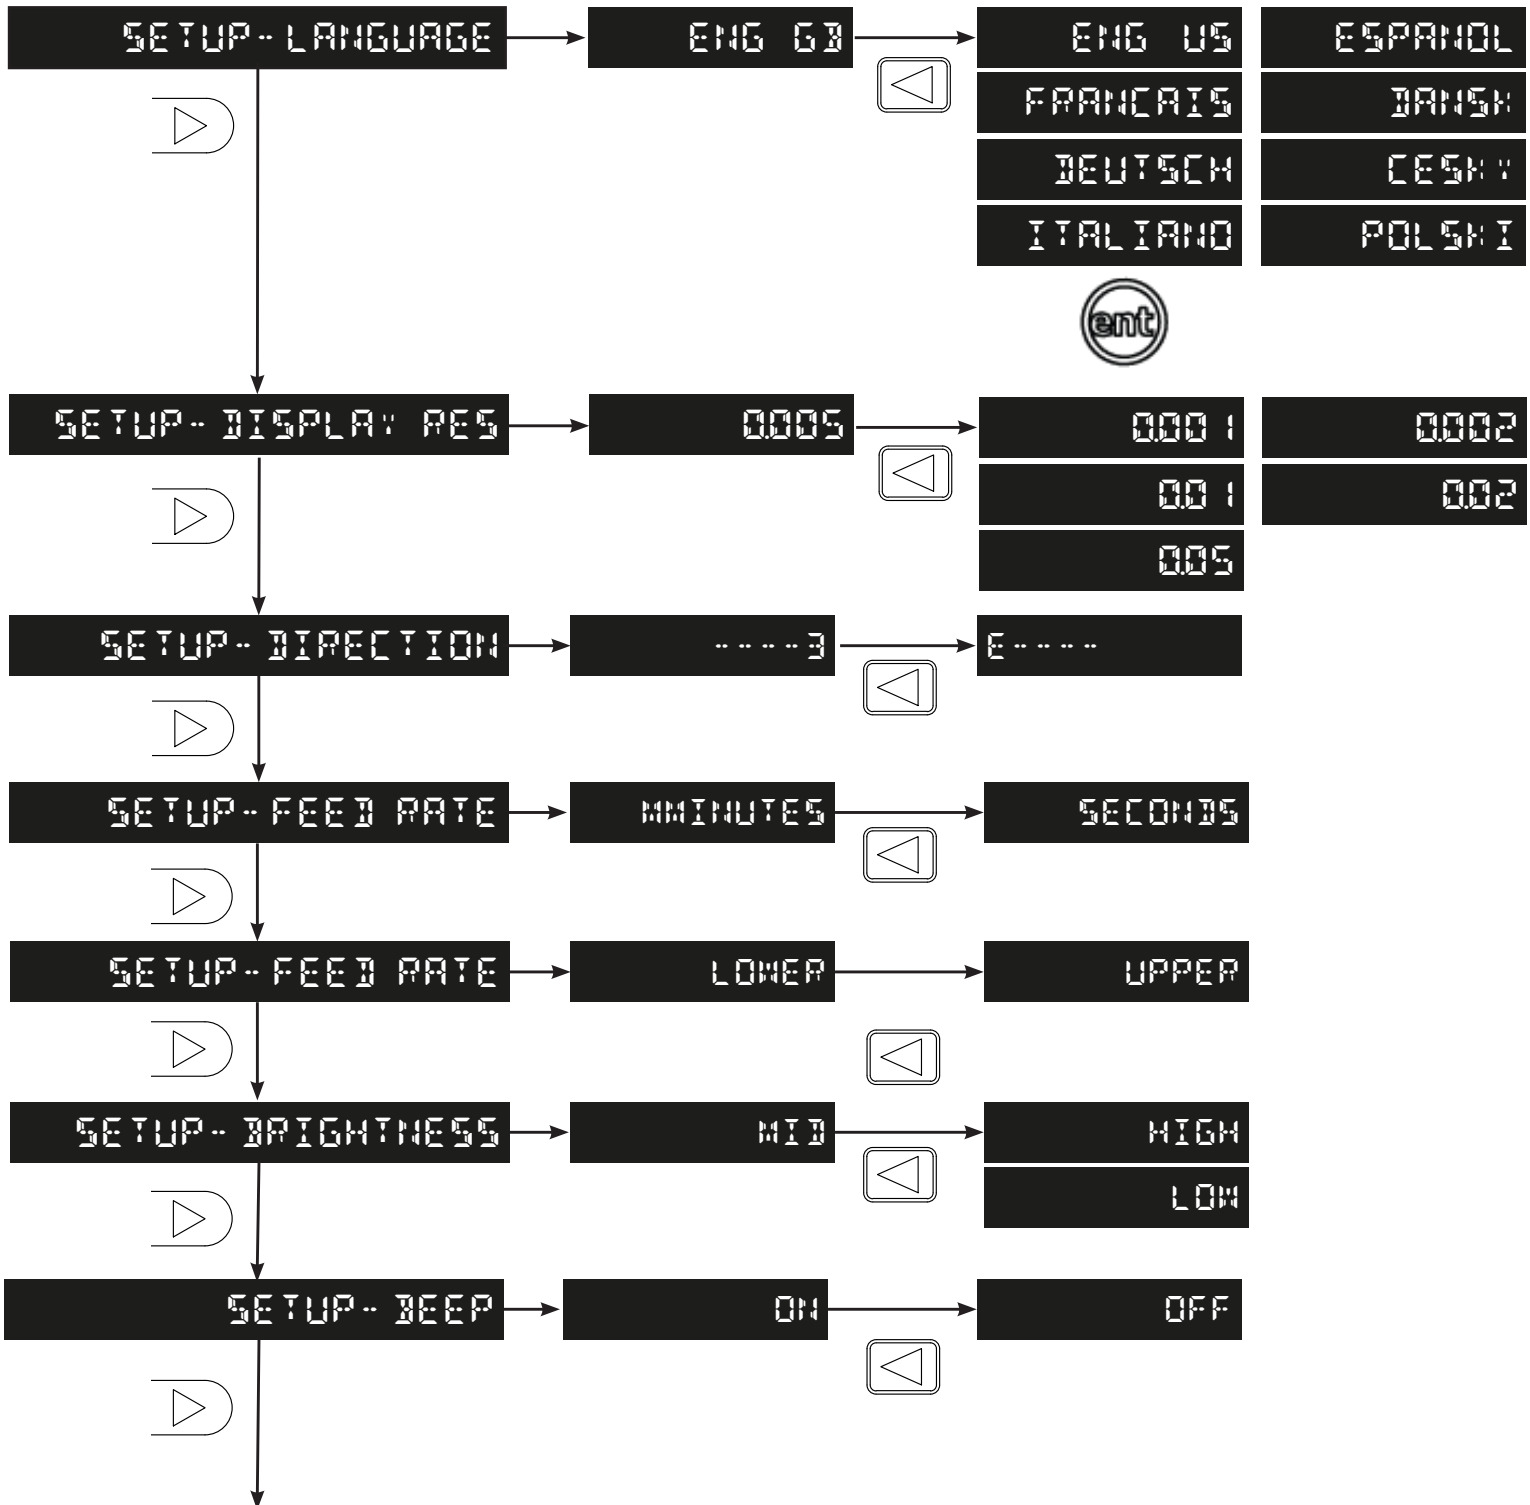 SETUP-LANGUAGE ENG GB ENG US ESPANOL
FRANCAIS DANSK
DEUTSCH CESKY
ITALIANO POLSKI
ent
SETUP-DISPLAY RES 0.005 0.001 0.002
0.01 0.02
0.05
SETUP-DIRECTION ----3 E----
SETUP-FEED RATE MMINUTES SECONDS
SETUP-FEED RATE LOWER UPPER
SETUP-BRIGHTNESS MID HIGH
LOW
SETUP-BEEP ON OFF